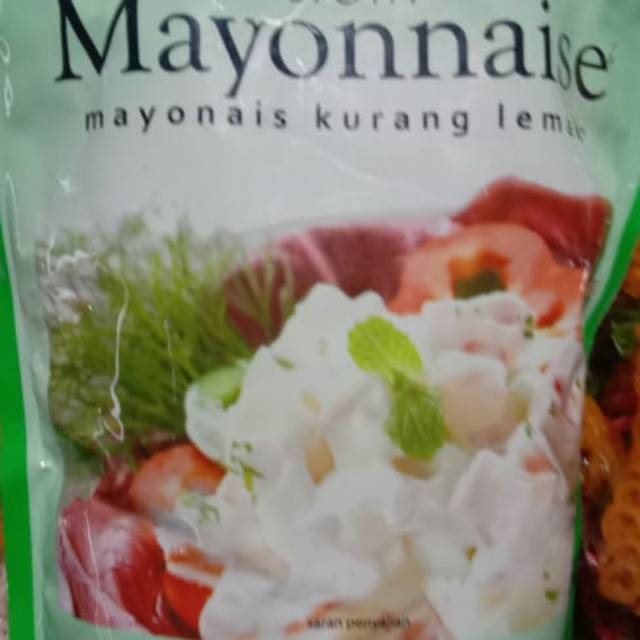 Mayonnaise
mayonais kurang lemak
saran penyajian